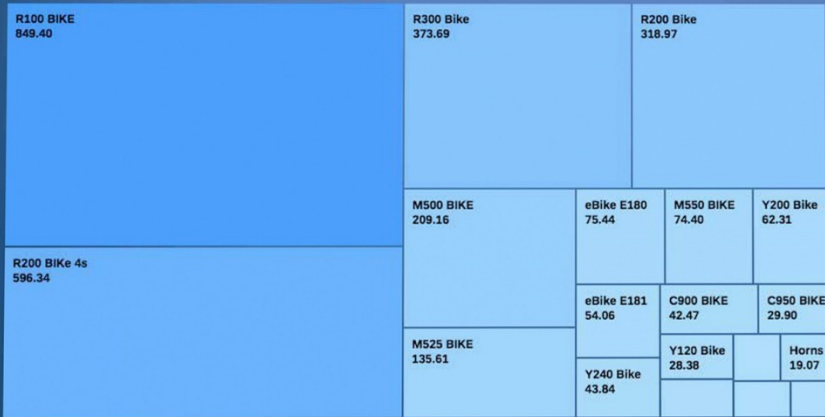 R100 BIKE
849.40
R300 Bike
373.69
R200 Bike
318.97
R200 BIKe 4s
596.34
M500 BIKE
209.16
eBike E180
75.44
M550 BIKE
74.40
Y200 Bike
62.31
eBike E181
54.06
C900 BIKE
42.47
C950 BIKE
29.90
M525 BIKE
135.61
Y240 Bike
43.84
Y120 Bike
28.38
Horns
19.07